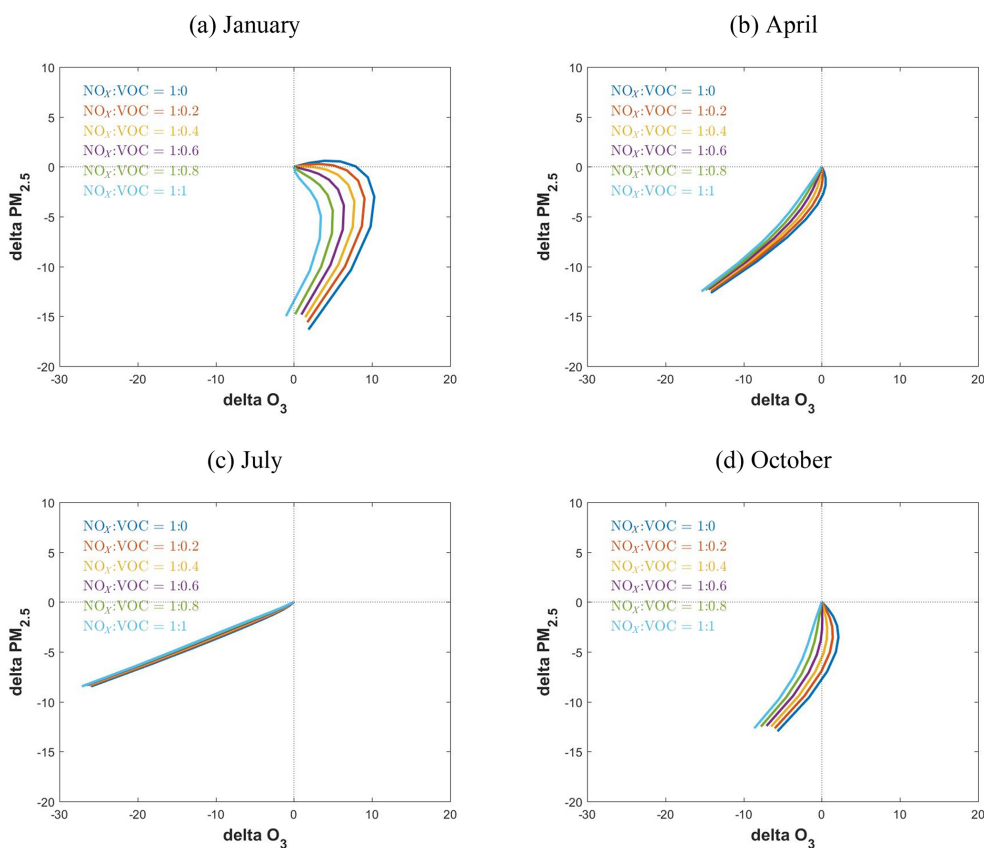 (a) January
10
5
0
-5
-10
-15
-20
-30
-20
-10
0
10
20
delta PM2.5
delta O3
NOX:VOC = 1:0
NOX:VOC = 1:0.2
NOX:VOC = 1:0.4
NOX:VOC = 1:0.6
NOX:VOC = 1:0.8
NOX:VOC = 1:1
(b) April
10
5
0
-5
-10
-15
-20
-30
-20
-10
0
10
20
delta PM2.5
delta O3
NOX:VOC = 1:0
NOX:VOC = 1:0.2
NOX:VOC = 1:0.4
NOX:VOC = 1:0.6
NOX:VOC = 1:0.8
NOX:VOC = 1:1
(c) July
10
5
0
-5
-10
-15
-20
-30
-20
-10
0
10
20
delta PM2.5
delta O3
NOX:VOC = 1:0
NOX:VOC = 1:0.2
NOX:VOC = 1:0.4
NOX:VOC = 1:0.6
NOX:VOC = 1:0.8
NOX:VOC = 1:1
(d) October
10
5
0
-5
-10
-15
-20
-30
-20
-10
0
10
20
delta PM2.5
delta O3
NOX:VOC = 1:0
NOX:VOC = 1:0.2
NOX:VOC = 1:0.4
NOX:VOC = 1:0.6
NOX:VOC = 1:0.8
NOX:VOC = 1:1